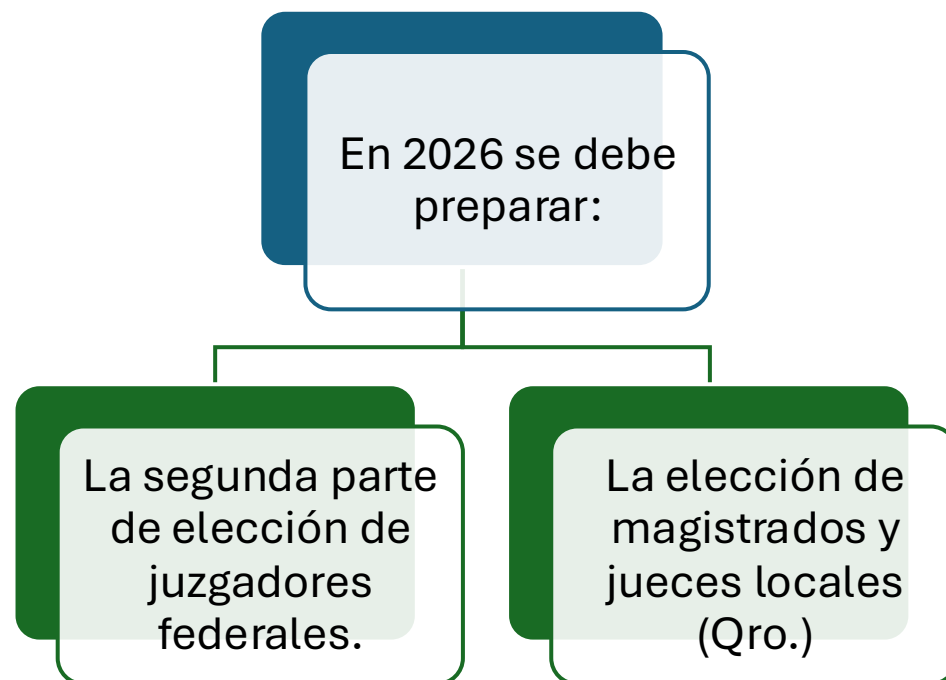 En 2026 se debe
preparar:
La segunda parte
de elección de
juzgadores
federales.
La elección de
magistrados y
jueces locales
(Qro.)